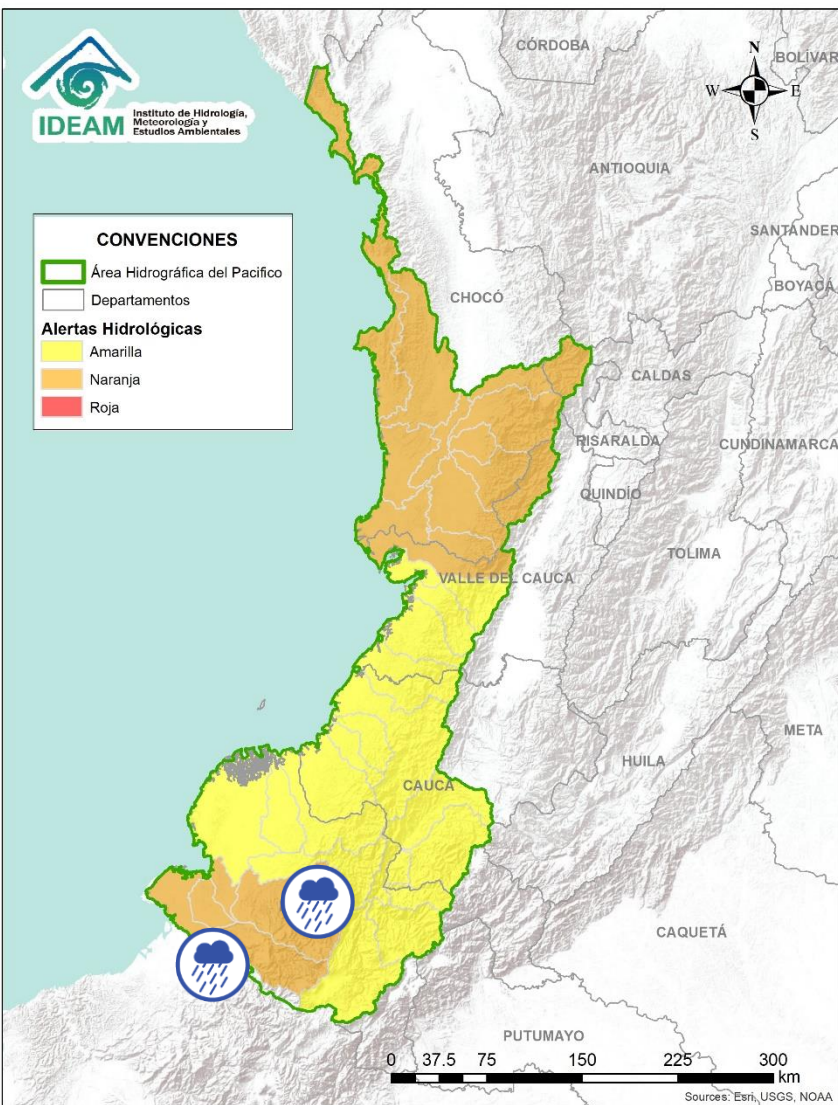 IDEAM
Instituto de Hidrología,
Meteorología y
Estudios Ambientales
CÓRDOBA
BOLÍVAR
N
W
E
S
ANTIOQUIA
SANTANDER
BOYACÁ
CONVENCIONES
Área Hidrográfica del Pacifico
Departamentos
Alertas Hidrológicas
Amarilla
Naranja
Roja
CHOCÓ
CALDAS
RISARALDA
CUNDINAMARCA
QUINDÍO
TOLIMA
VALLE DEL CAUCA
META
HUILA
CAUCA
CAQUETÁ
PUTUMAYO
0 37.5 75 150 225 300
km
Sources: Esri, USGS, NOAA